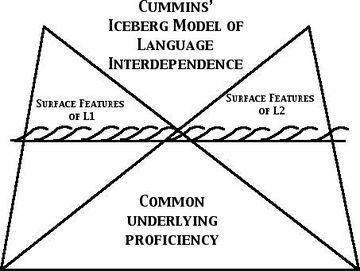 CUMMINS'
ICEBERG MODEL OF
LANGUAGE
INTERDEPENDENCE
SURFACE FEATURES
OF L1
SURFACE FEATURES
OF L2
COMMON
UNDERLYING
PROFICIENCY